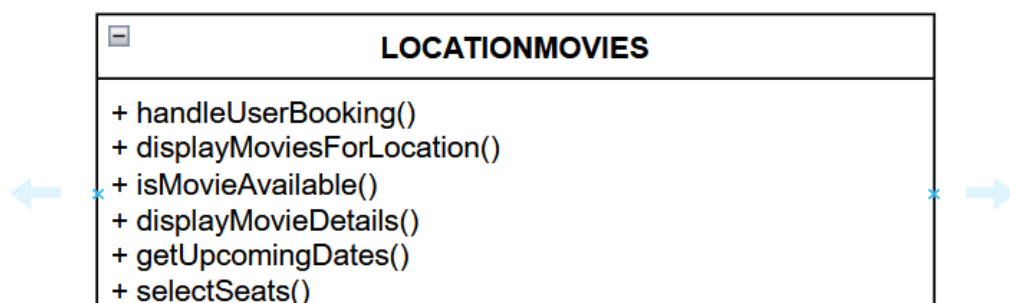 LOCATIONMOVIES
+ handleUserBooking()
+ displayMoviesForLocation()
+ isMovieAvailable()
+ displayMovieDetails()
+ getUpcomingDates()
+ selectSeats()